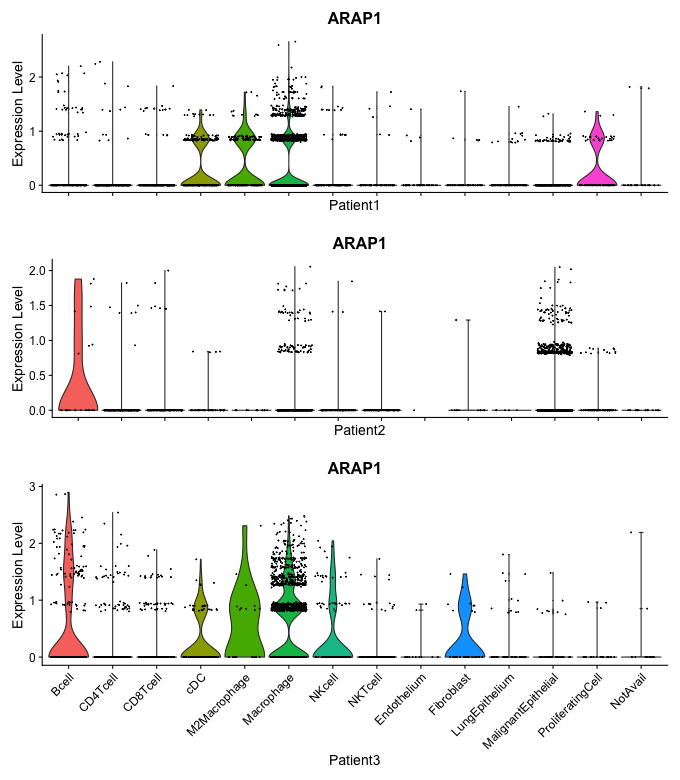 ARAP1
Expression Level
2
1
0
Patient1
ARAP1
Expression Level
2.0
1.5
1.0
0.5
0.0
Patient2
ARAP1
Expression Level
3
2
1
0
Bcell
CD4Tcell
CD8Tcell
cDC
M2Macrophage
Macrophage
NKcell
NKTcell
Endothelium
Fibroblast
LungEpithelium
MalignantEpithelial
ProliferatingCell
NotAvail
Patient3